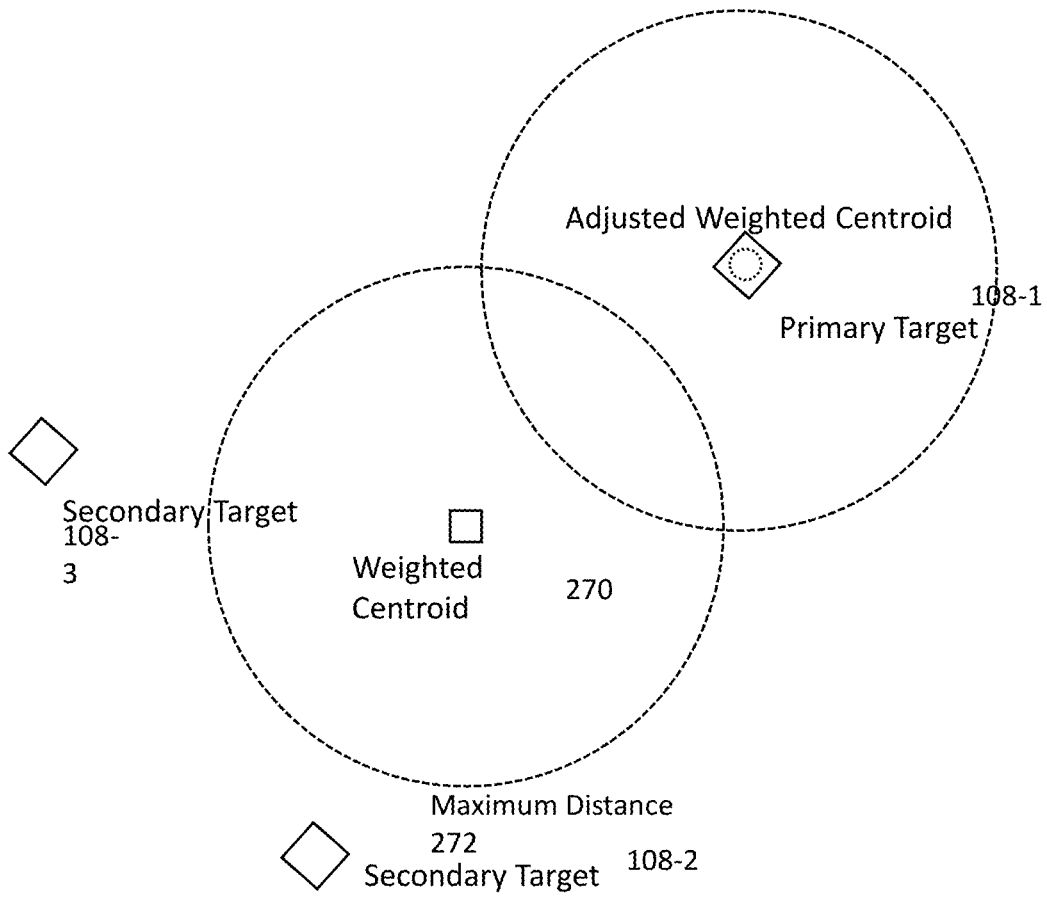 Adjusted Weighted Centroid
108-1
Primary Target
Secondary Target
108-
3
Weighted
Centroid
270
Maximum Distance
272
108-2
Secondary Target